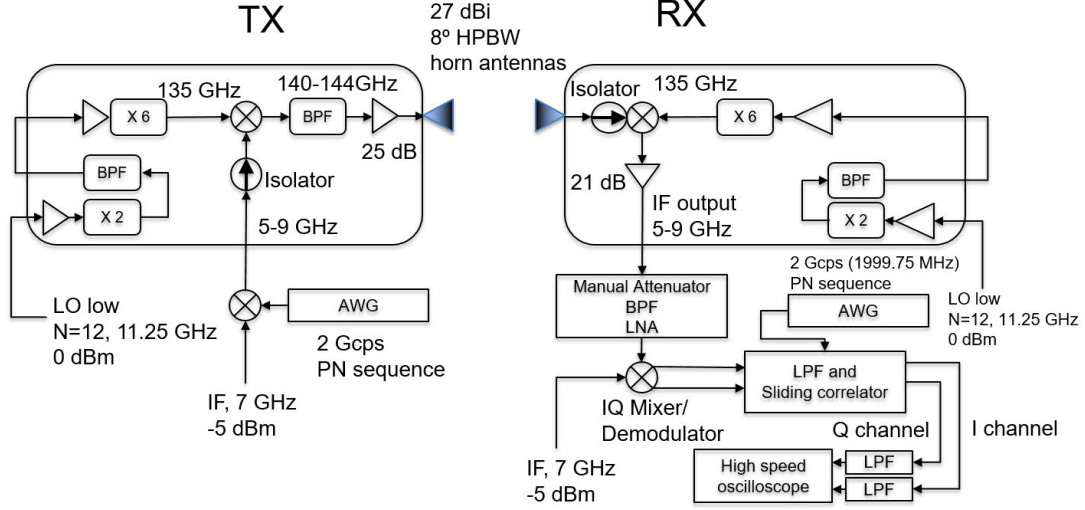 TX
27 dBi
8º HPBW
horn antennas
RX
135 GHz
140-144GHz
X 6
BPF
25 dB
BPF
Isolator
X 2
5-9 GHz
LO low
N=12, 11.25 GHz
0 dBm
AWG
2 Gcps
PN sequence
IF, 7 GHz
-5 dBm
Isolator
135 GHz
X 6
21 dB
BPF
IF output
5-9 GHz
X 2
2 Gcps (1999.75 MHz)
PN sequence
AWG
LO low
N=12, 11.25 GHz
0 dBm
Manual Attenuator
BPF
LNA
LPF and
Sliding correlator
IQ Mixer/
Demodulator
Q channel
I channel
IF, 7 GHz
-5 dBm
High speed
oscilloscope
LPF
LPF